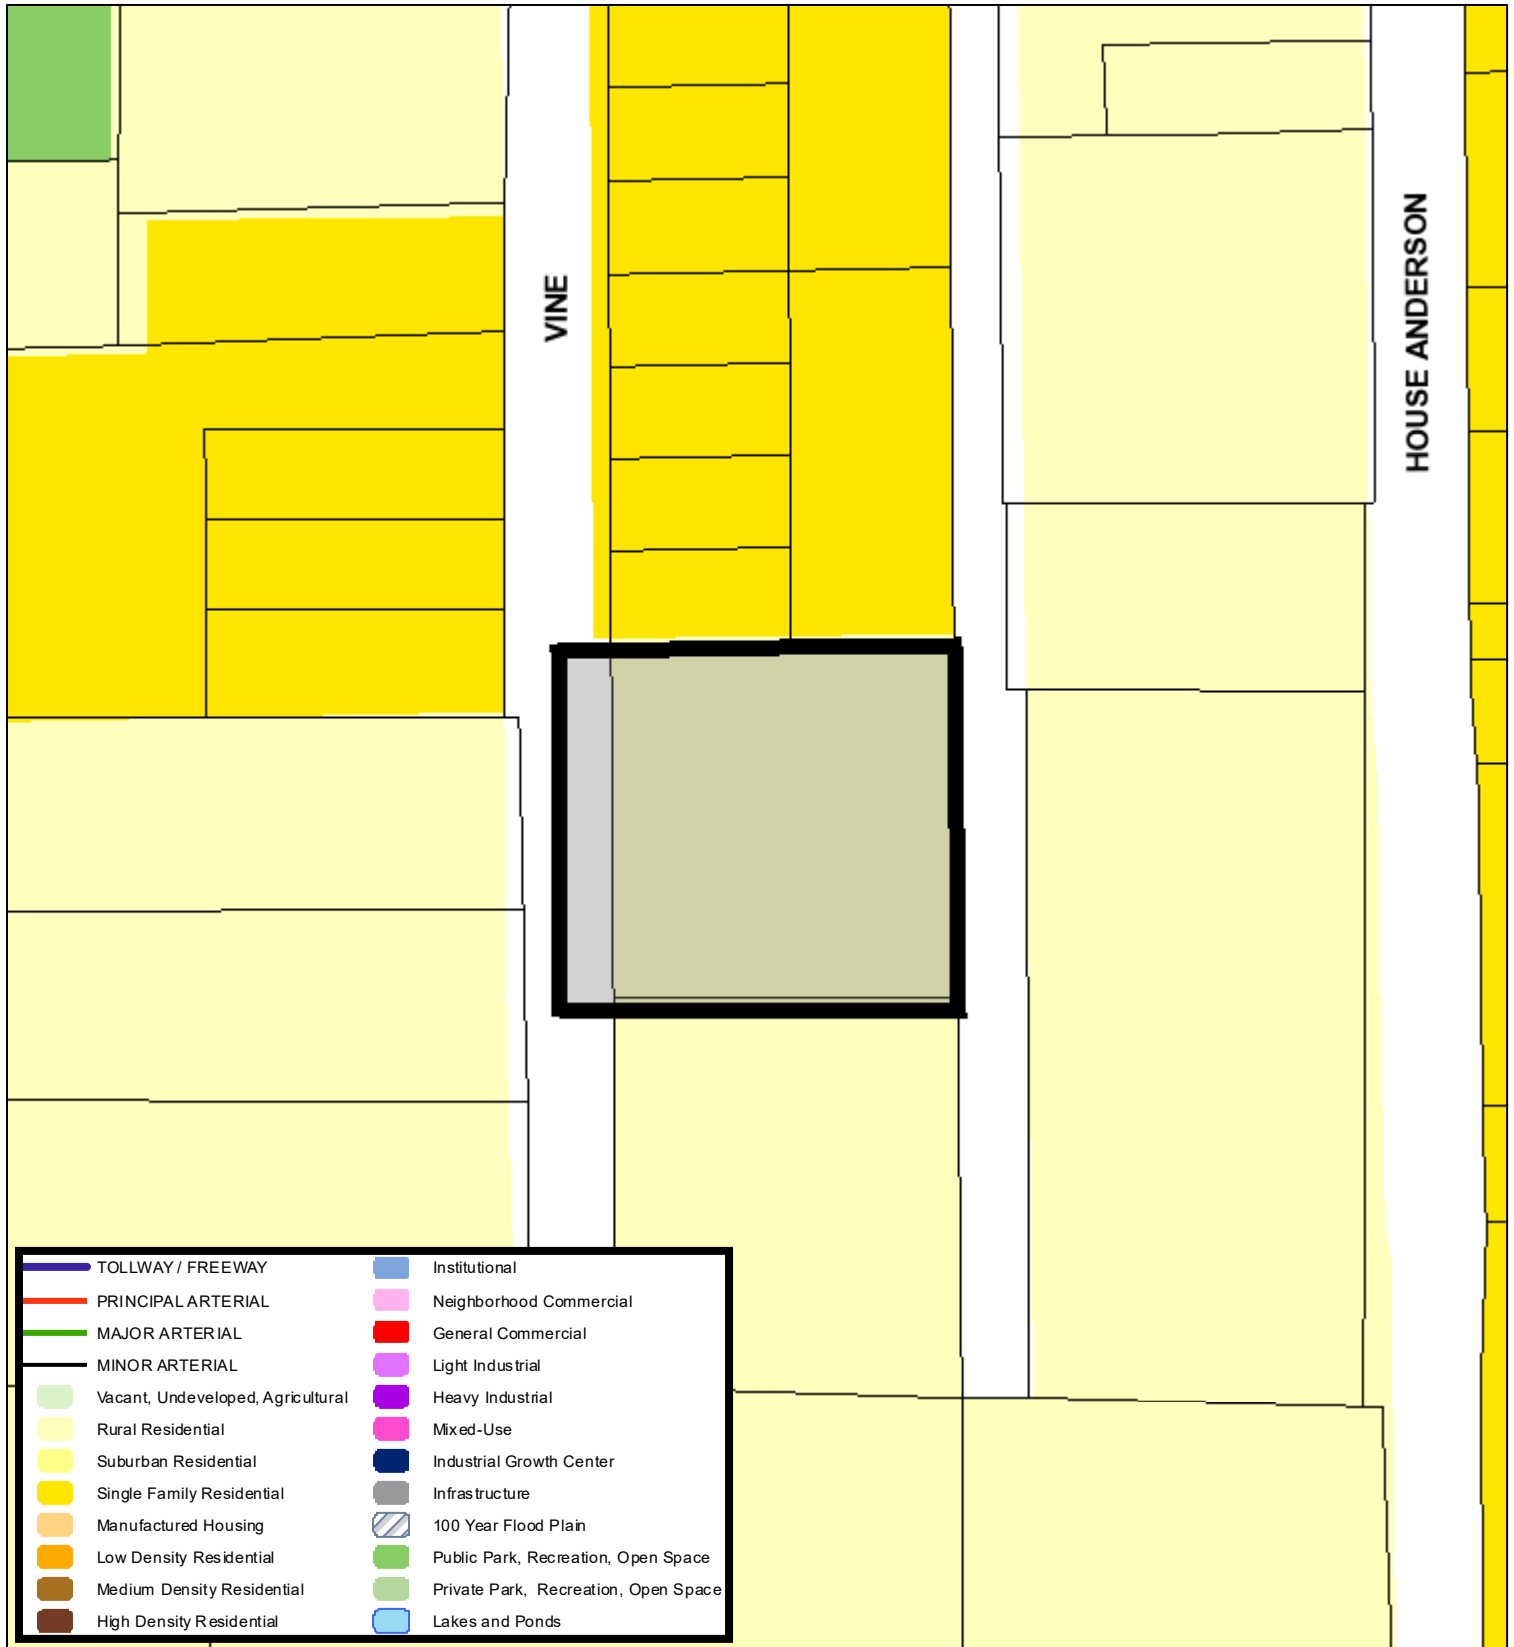 VINE
HOUSE ANDERSON
TOLLWAY / FREEWAY
PRINCIPAL ARTERIAL
MAJOR ARTERIAL
MINOR ARTERIAL
Vacant, Undeveloped, Agricultural
Rural Residential
Suburban Residential
Single Family Residential
Manufactured Housing
Low Density Residential
Medium Density Residential
High Density Residential
Institutional
Neighborhood Commercial
General Commercial
Light Industrial
Heavy Industrial
Mixed-Use
Industrial Growth Center
Infrastructure
100 Year Flood Plain
Public Park, Recreation, Open Space
Private Park, Recreation, Open Space
Lakes and Ponds